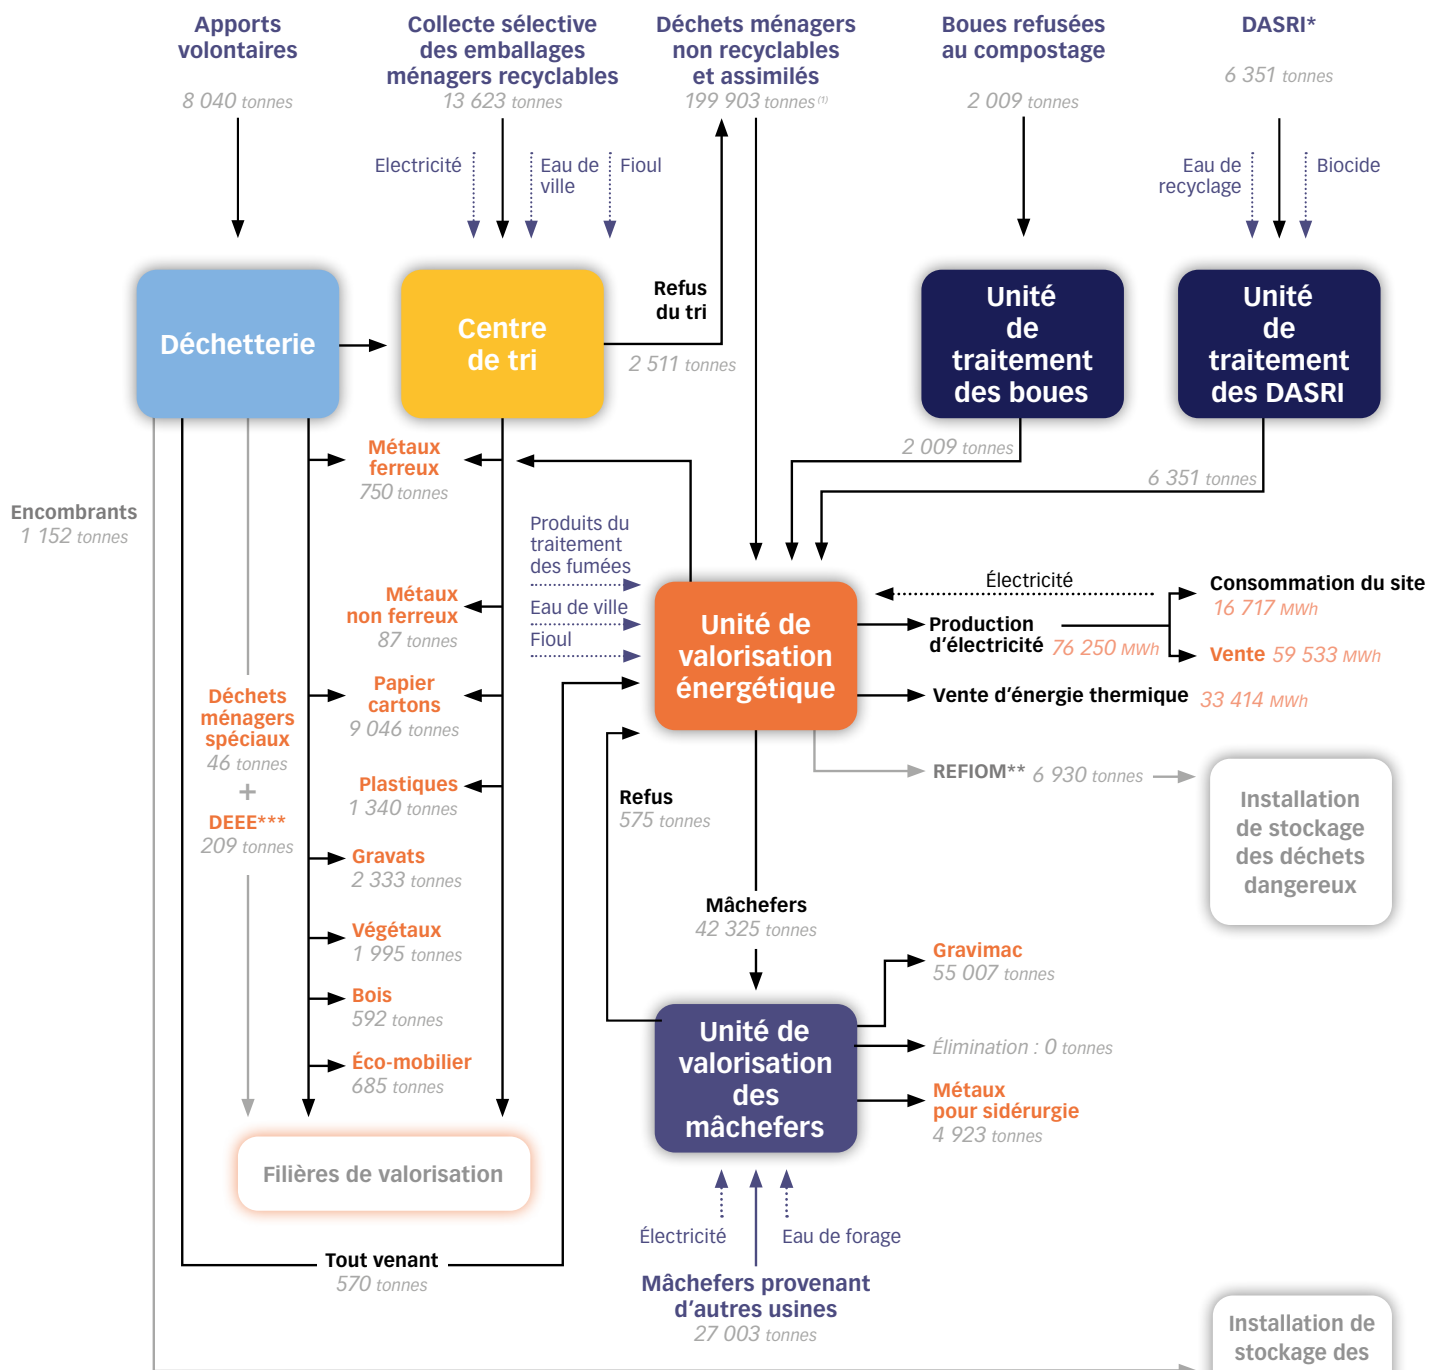 Apports
volontaires
8 040 tonnes
Collecte sélective
des emballages
ménagers recyclables
13 623 tonnes
Déchets ménagers
non recyclables
et assimilés
199 903 tonnes (1)
Boues refusées
au compostage
2 009 tonnes
DASRI*
6 351 tonnes
Electricité
Eau de
ville
Fioul
Eau de
recyclage
Biocide
Déchetterie
Centre
de tri
Refus
du tri
2 511 tonnes
Unité
de
traitement
des boues
Unité
de
traitement
des DASRI
2 009 tonnes
6 351 tonnes
Encombrants
1 152 tonnes
Métaux
ferreux
750 tonnes
Métaux
non ferreux
87 tonnes
Papier
cartons
9 046 tonnes
Plastiques
1 340 tonnes
Déchets
ménagers
spéciaux
46 tonnes
+
DEEE***
209 tonnes
Gravats
2 333 tonnes
Végétaux
1 995 tonnes
Bois
592 tonnes
Éco-mobilier
685 tonnes
Filières de valorisation
Tout venant
570 tonnes
Produits du
traitement
des fumées
Eau de ville
Fioul
Unité de
valorisation
énergétique
Électricité
Production
d'électricité 76 250 MWh
Consommation du site
16 717 MWh
Vente 59 533 MWh
Vente d'énergie thermique 33 414 MWh
REFIOM** 6 930 tonnes
Installation
de stockage
des déchets
dangereux
Refus
575 tonnes
Mâchefers
42 325 tonnes
Unité de
valorisation
des
mâchefers
Gravimac
55 007 tonnes
Élimination : 0 tonnes
Métaux
pour sidérurgie
4 923 tonnes
Électricité
Eau de forage
Mâchefers provenant
d'autres usines
27 003 tonnes
Installation de
stockage des